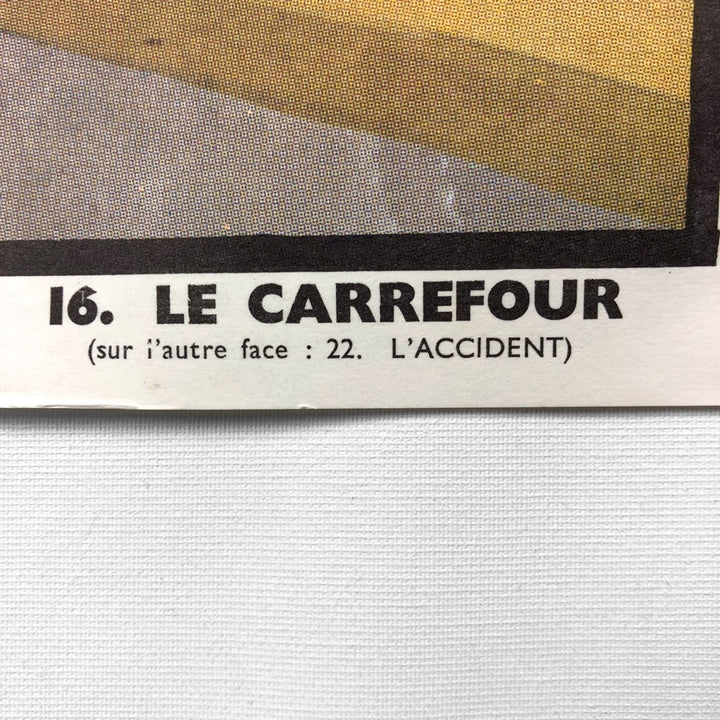 16. LE CARREFOUR
(sur l'autre face : 22. L'ACCIDENT)